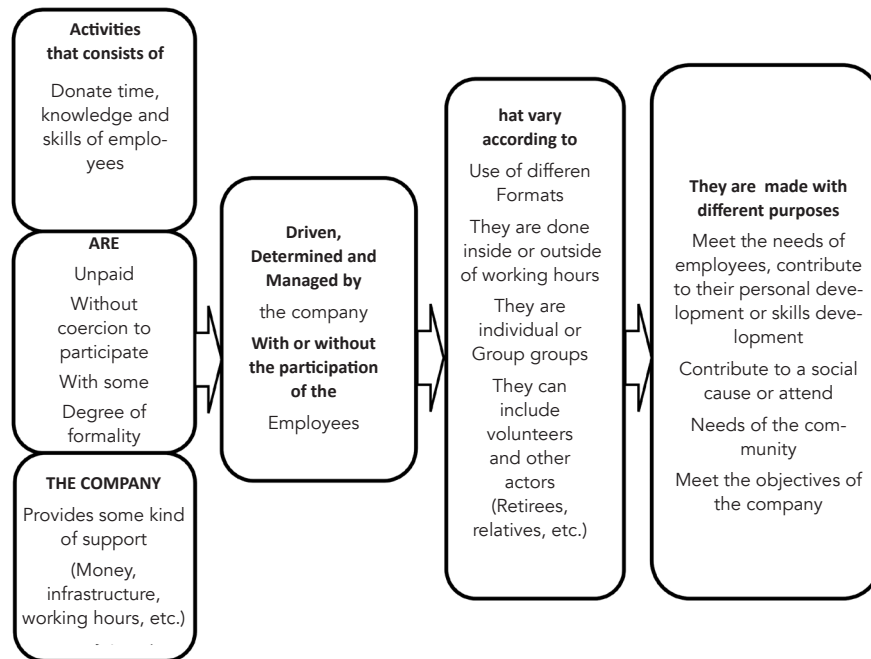 Activities
that consists of
Donate time,
knowledge and
skills of emplo-
yees
ARE
Unpaid
Without
coercion to
participate
With some
Degree of
formality
THE COMPANY
Provides some kind
of support
(Money,
infrastructure,
working hours, etc.)
Driven,
Determined and
Managed by
the company
With or without
the participation
of the
Employees
hat vary
according to
Use of differen
Formats
They are done
inside or outside
of working hours
They are
individual or
Group groups
They can
include
volunteers
and other
actors
(Retirees,
relatives, etc.)
They are made with
different purposes
Meet the needs of
employees, contribute
to their personal deve-
lopment or skills deve-
lopment
Contribute to a social
cause or attend
Needs of the com-
munity
Meet the objectives of
the company